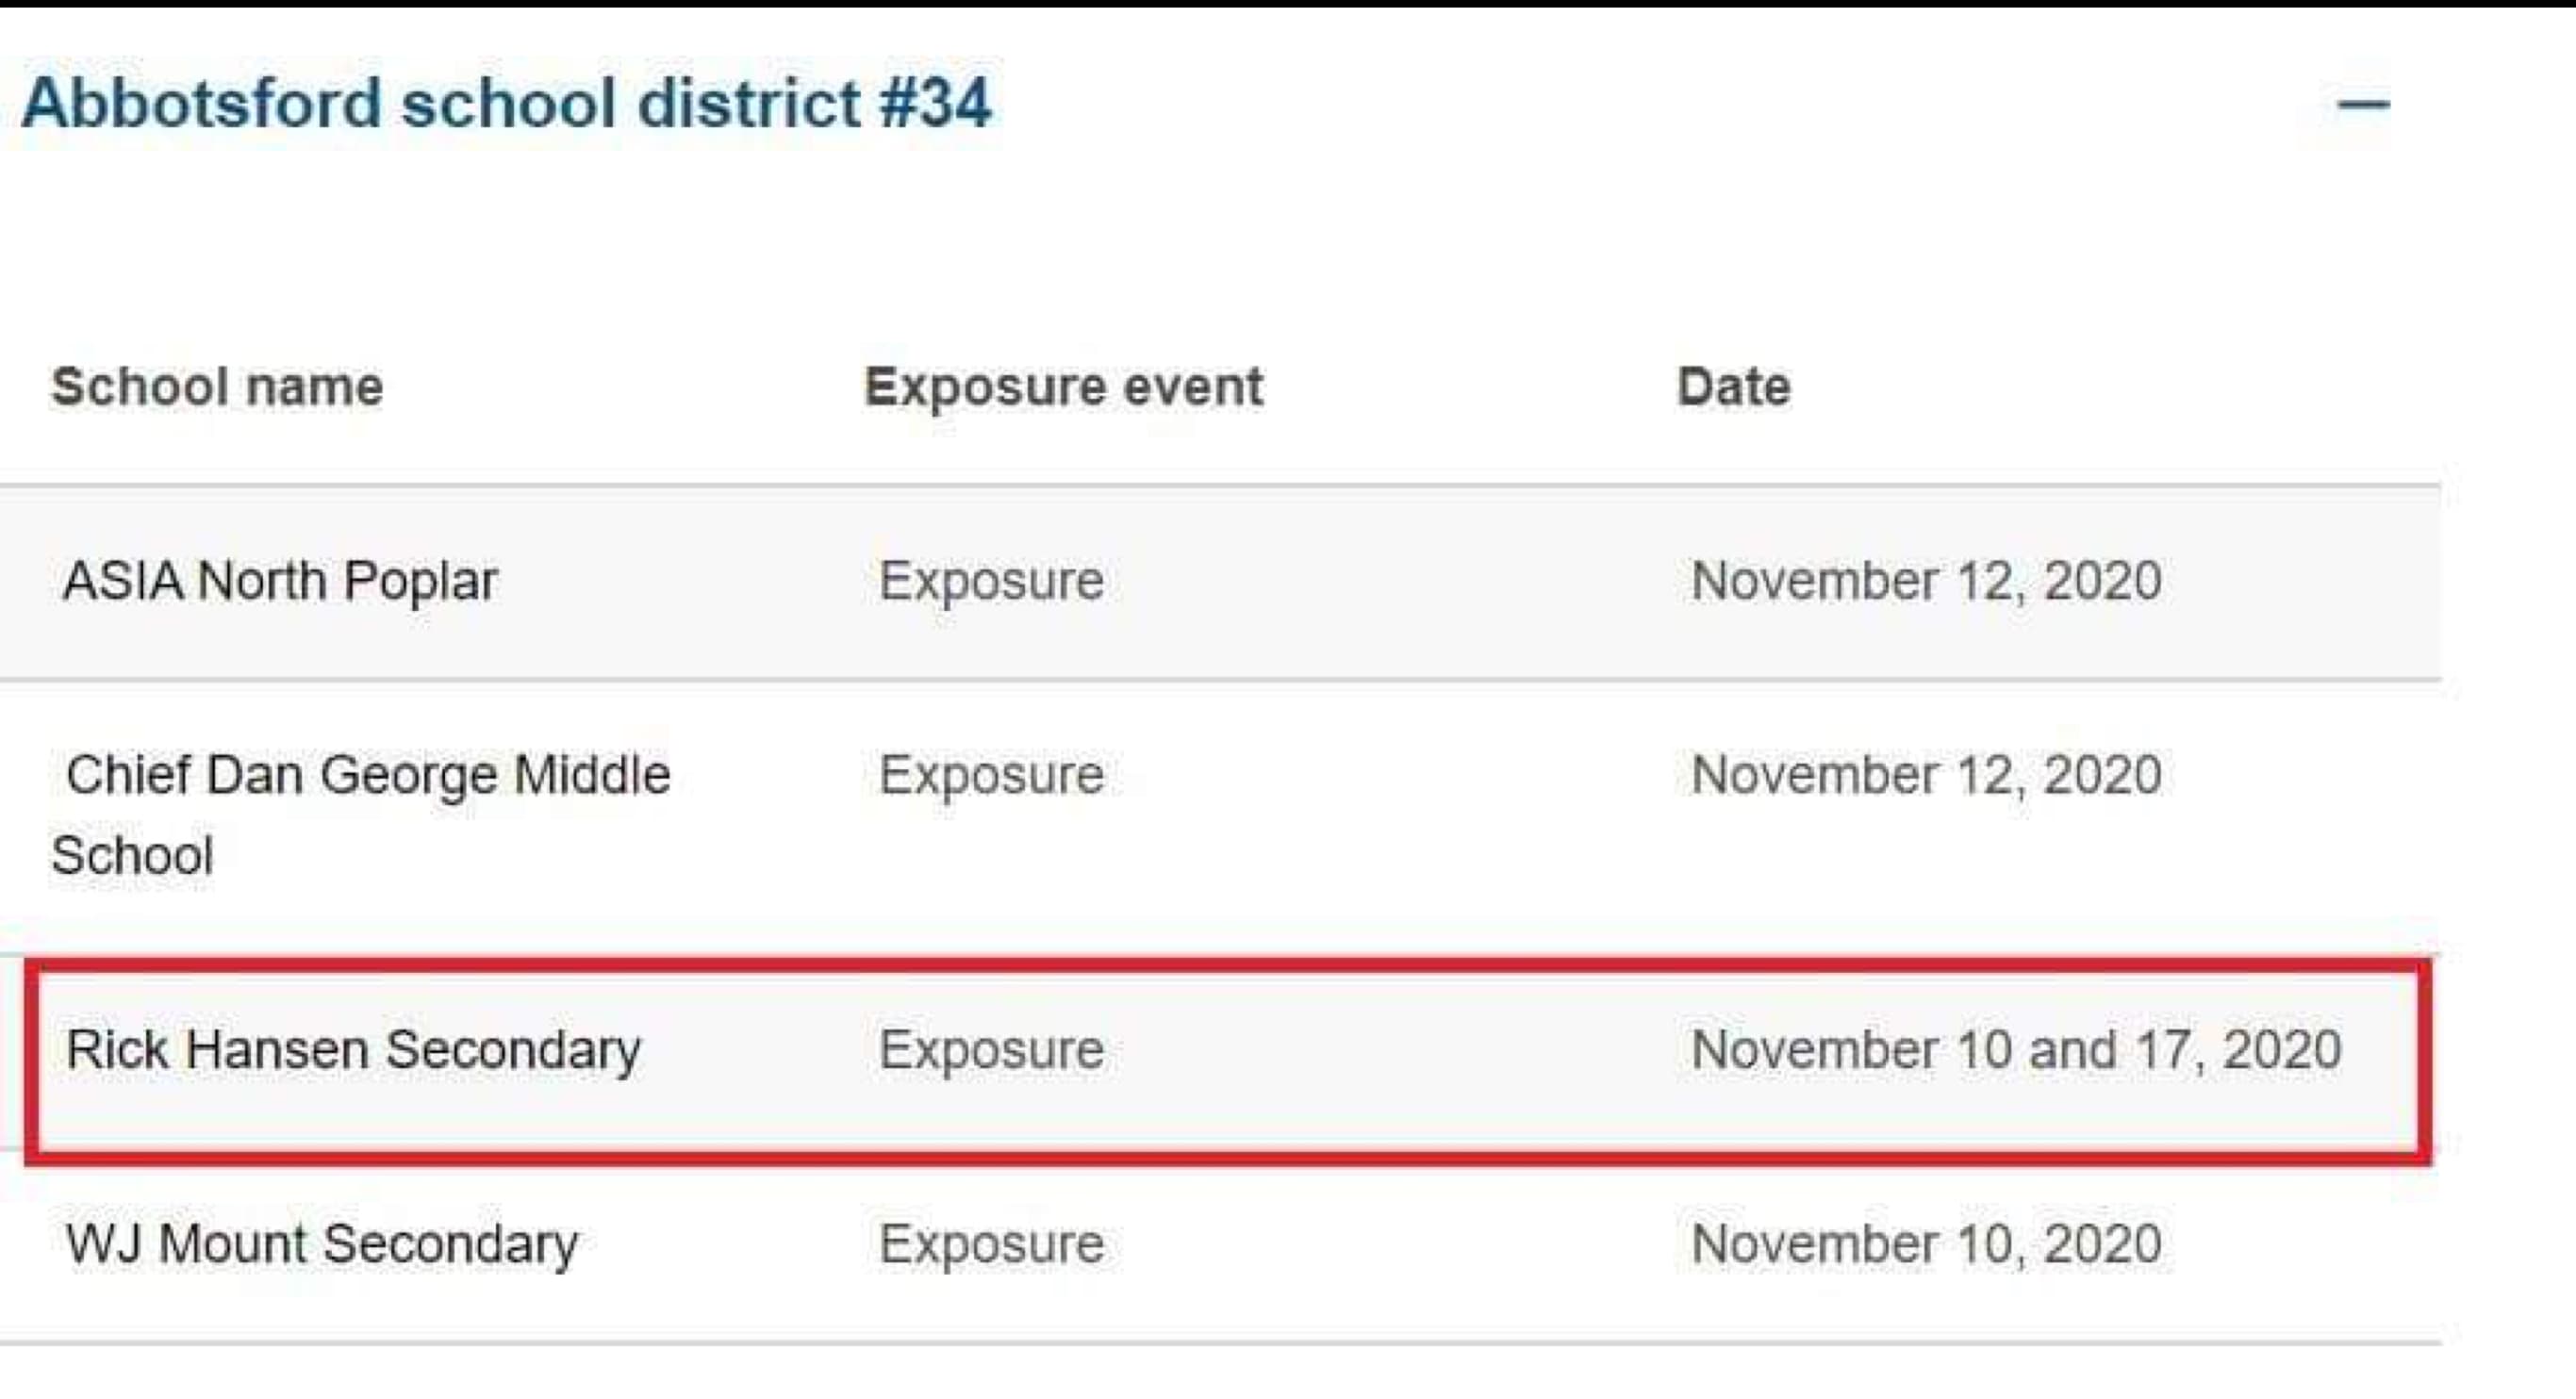 Abbotsford school district #34
School name Exposure event Date
ASIA North Poplar Exposure November 12, 2020
Chief Dan George Middle Exposure November 12, 2020
School
Rick Hansen Secondary Exposure November 10 and 17, 2020
WJ Mount Secondary Exposure November 10, 2020